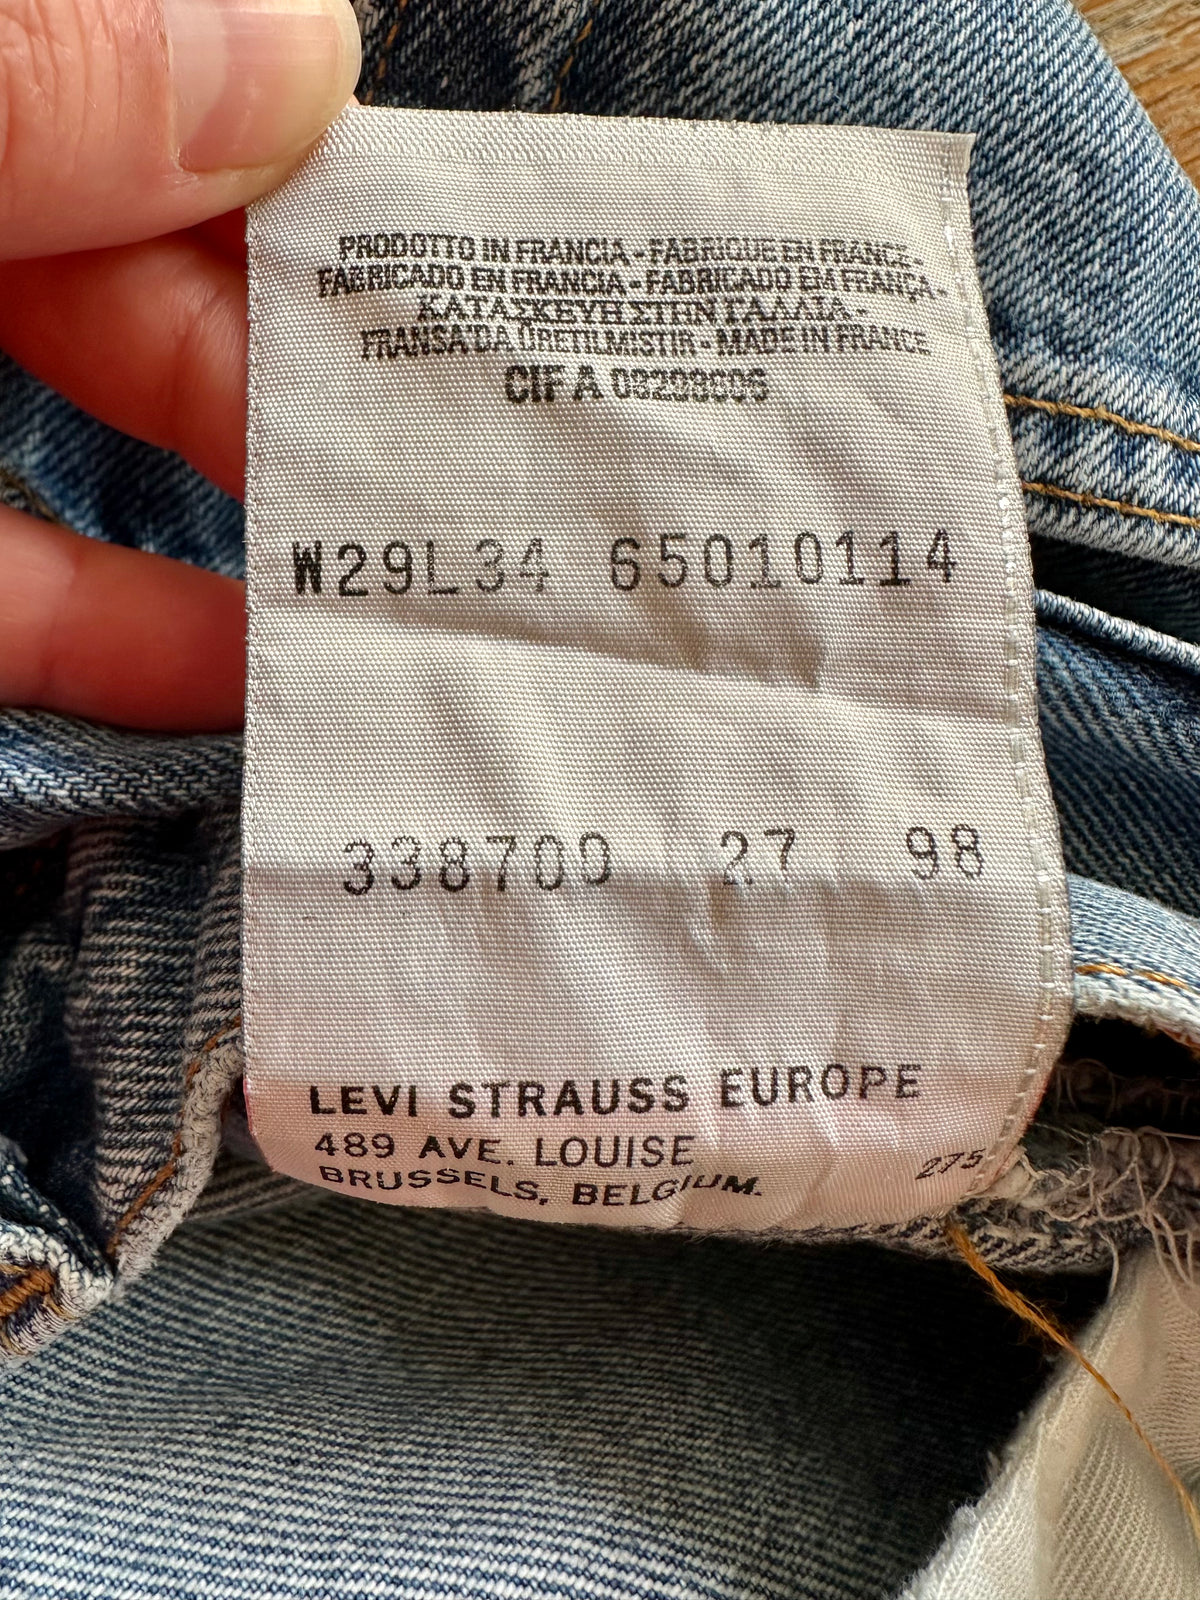 PRODOTTO IN FRANCIA - FABRIQUE EN FRANCE -
FABRICADO EN FRANCIA - FABRICADO EM FRANÇA -
ΚΑΤΑΣΚΕΥΗ ΣΤΗΝ ΓΑΛΛΙΑ -
FRANSA'DA ÜRETILMISTIR - MADE IN FRANCE
CIF A
W29L34 65010114
338700 27 98
LEVI STRAUSS EUROPE
489 AVE. LOUISE
BRUSSELS, BELGIUM.
275